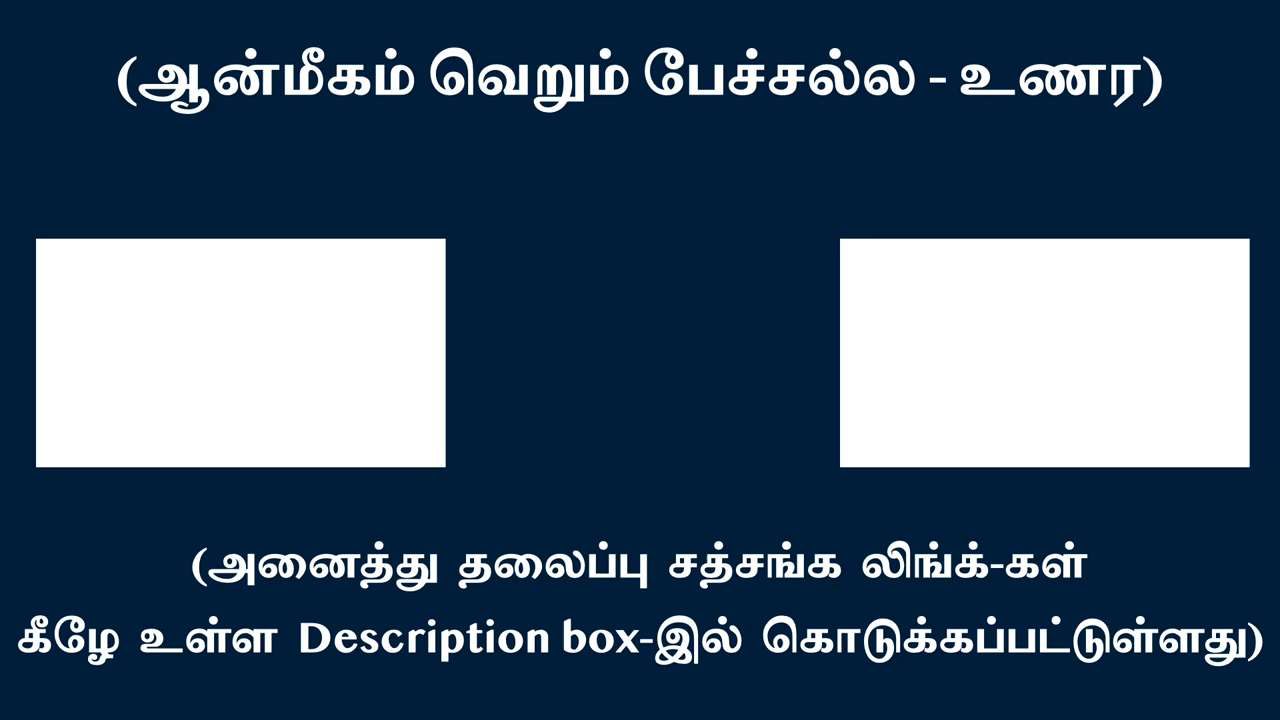 (ஆன்மீகம் வெறும் பேச்சல்ல - உணர)
(அனைத்து தலைப்பு சத்சங்க லிங்க்-கள்
கீழே உள்ள Description box-இல் கொடுக்கப்பட்டுள்ளது)